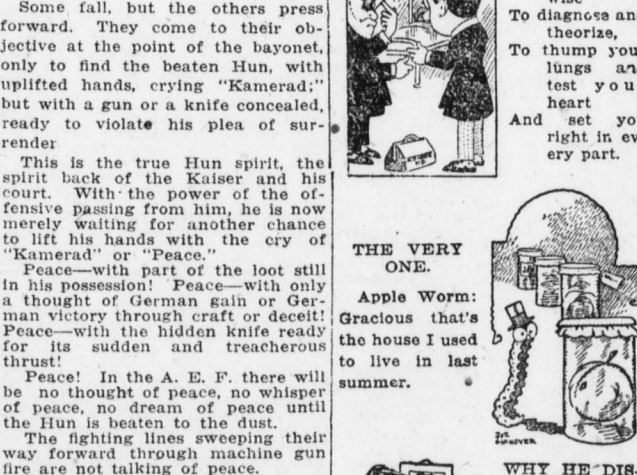 Some fall, but the others press
forward. They come to their ob-
jective at the point of the bayonet,
only to find the beaten Hun, with
uplifted hands, crying "Kamerad;"
but with a gun or a knife concealed,
ready to violate his plea of sur-
render
This is the true Hun spirit, the
spirit back of the Kaiser and his
court. With the power of the of-
fensive passing from him, he is now
merely waiting for another chance
to lift his hands with the cry of
"Kamerad" or "Peace."
Peace—with part of the loot still
in his possession! Peace—with only
a thought of German gain or Ger-
man victory through craft or deceit!
Peace—with the hidden knife ready
for its sudden and treacherous
thrust!
Peace! In the A. E. F. there will
be no thought of peace, no whisper
of peace, no dream of peace until
the Hun is beaten to the dust.
The fighting lines sweeping their
way forward through machine gun
fire are not talking of peace.
To diagnose an
theorize,
To thump you
lungs an
test you
heart
And set yo
right in ev
ery part.
THE VERY
ONE.
Apple Worm:
Gracious that's
the house I used
to live in last
summer.
WHY HE DIS-